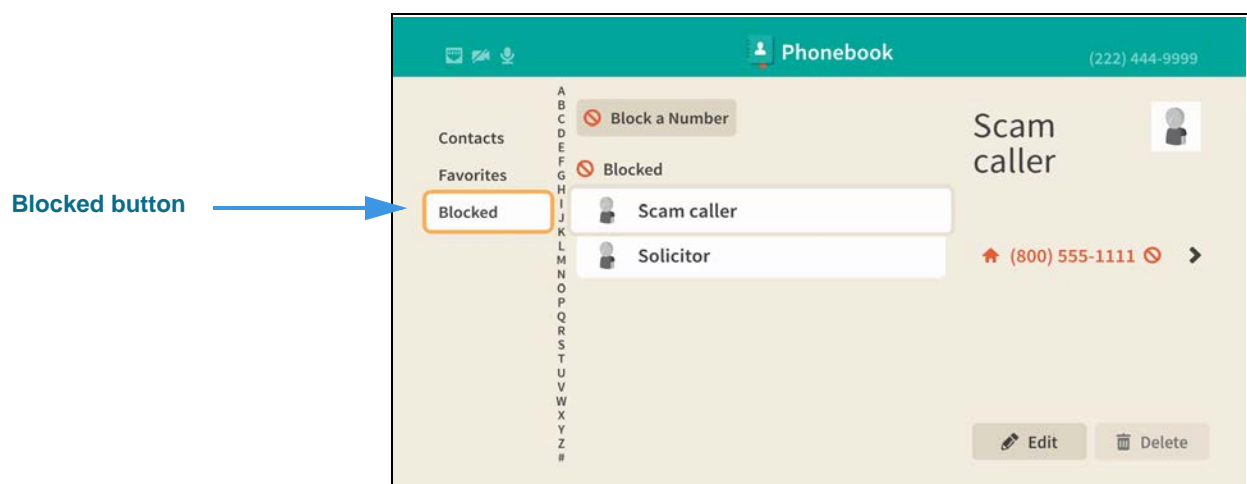 Phonebook
(222) 444-9999
Blocked button
Contacts
Favorites
Blocked
A
B
C
D
E
F
G
H
I
J
K
L
M
N
O
P
Q
R
S
T
U
V
W
X
Y
Z
#
Block a Number
Blocked
Scam caller
Solicitor
Scam
caller
(800) 555-1111
Edit
Delete